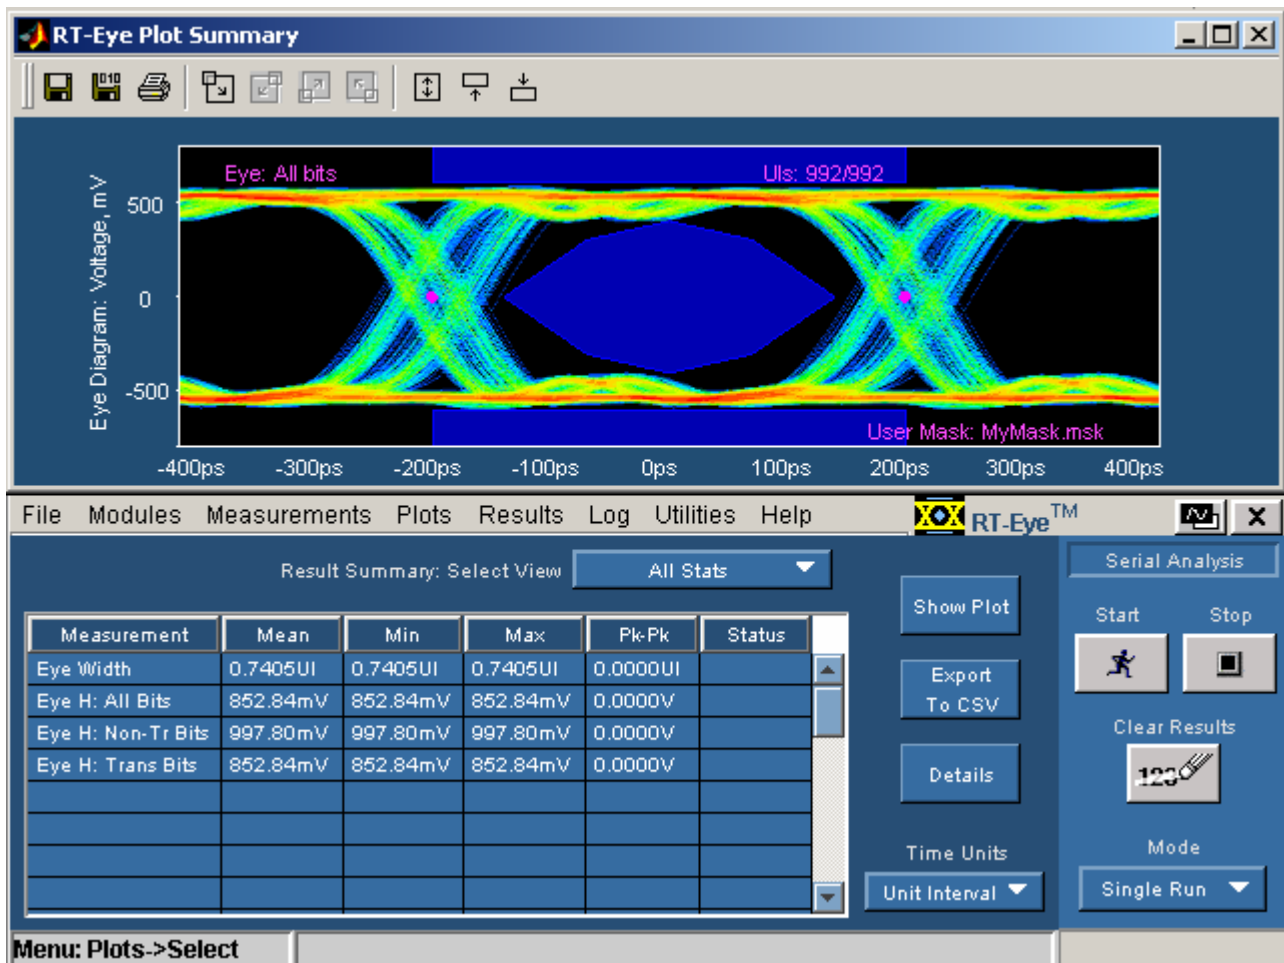 RT-Eye Plot Summary
Eye: All bits
UIs: 992/992
Eye Diagram: Voltage, mV
500
0
-500
User Mask: MyMask.msk
-400ps -300ps -200ps -100ps 0ps 100ps 200ps 300ps 400ps
File Modules Measurements Plots Results Log Utilities Help
RT-Eye™
Result Summary: Select View All Stats
Serial Analysis
Show Plot
Start Stop
Measurement Mean Min Max Pk-Pk Status
Eye Width 0.7405UI 0.7405UI 0.7405UI 0.0000UI
Eye H: All Bits 852.84mV 852.84mV 852.84mV 0.0000V
Eye H: Non-Tr Bits 997.80mV 997.80mV 997.80mV 0.0000V
Eye H: Trans Bits 852.84mV 852.84mV 852.84mV 0.0000V
Export
To CSV
Clear Results
123
Details
Time Units
Unit Interval
Mode
Single Run
Menu: Plots->Select